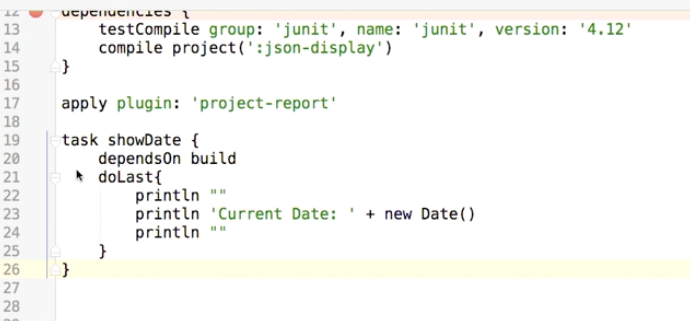 12 dependencies {
13 testCompile group: 'junit', name: 'junit', version: '4.12'
14 compile project(':json-display')
15 }
16
17 apply plugin: 'project-report'
18
19 task showDate {
20 dependsOn build
21 doLast{
22 println ""
23 println 'Current Date: ' + new Date()
24 println ""
25 }
26 }
27
28